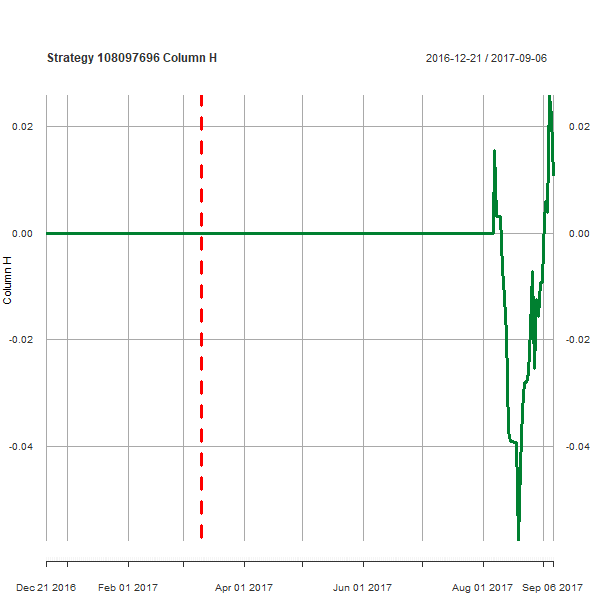 Strategy 108097696 Column H
2016-12-21 / 2017-09-06
0.02 0.02
0.00 0.00
-0.02 -0.02
-0.04 -0.04
Column H
Dec 21 2016 Feb 01 2017 Apr 01 2017 Jun 01 2017 Aug 01 2017 Sep 06 2017